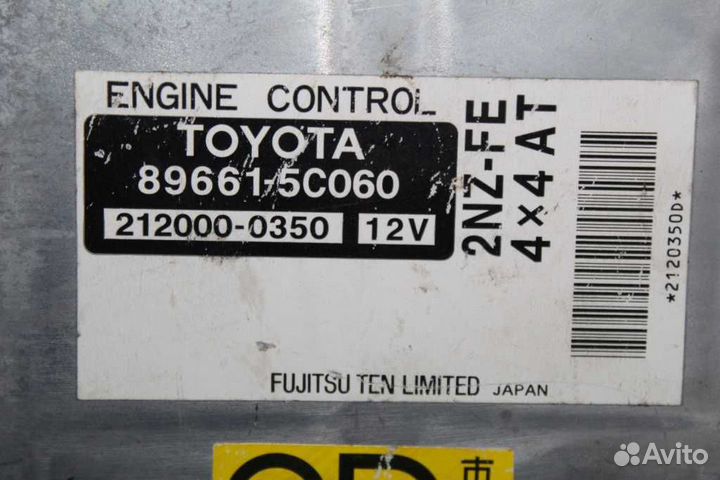 ENGINE CONTROL
TOYOTA
89661-5C060
212000-0350 12V
2NZ-FE
4×4 AT
*2120350D*
FUJITSU TEN LIMITED JAPAN
Avito